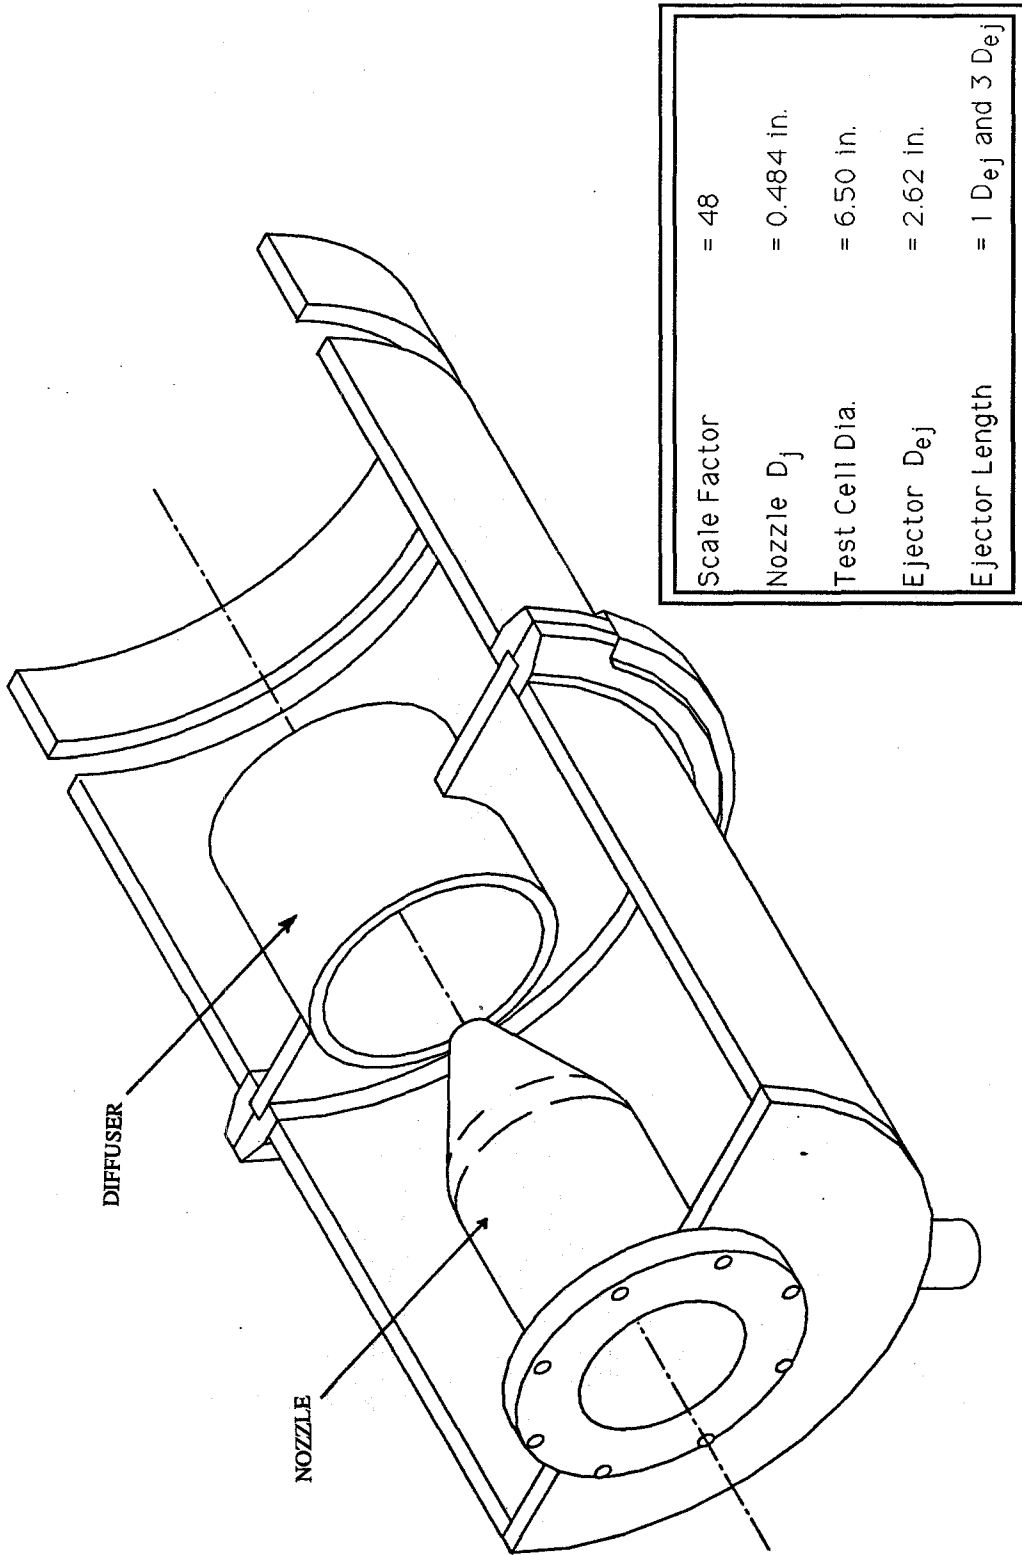 DIFFUSER
NOZZLE
Scale Factor = 48
Nozzle Dj = 0.484 in.
Test Cell Dia. = 6.50 in.
Ejector Dej = 2.62 in.
Ejector Length = 1 Dej and 3 Dej